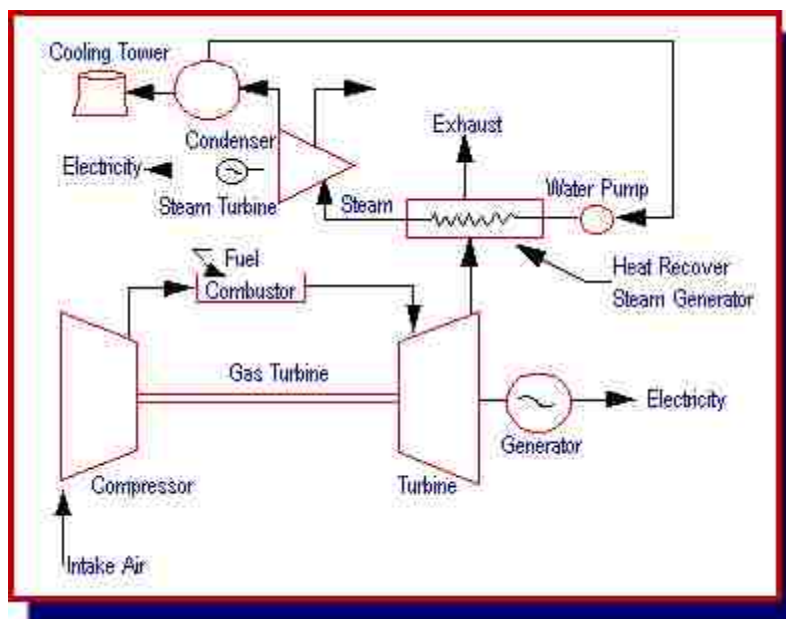 Cooling Tower
Condenser
Exhaust
Electricity
Water Pump
Steam Turbine
Steam
Fuel
Combustor
Heat Recover
Steam Generator
Gas Turbine
Electricity
Generator
Compressor
Turbine
Intake Air